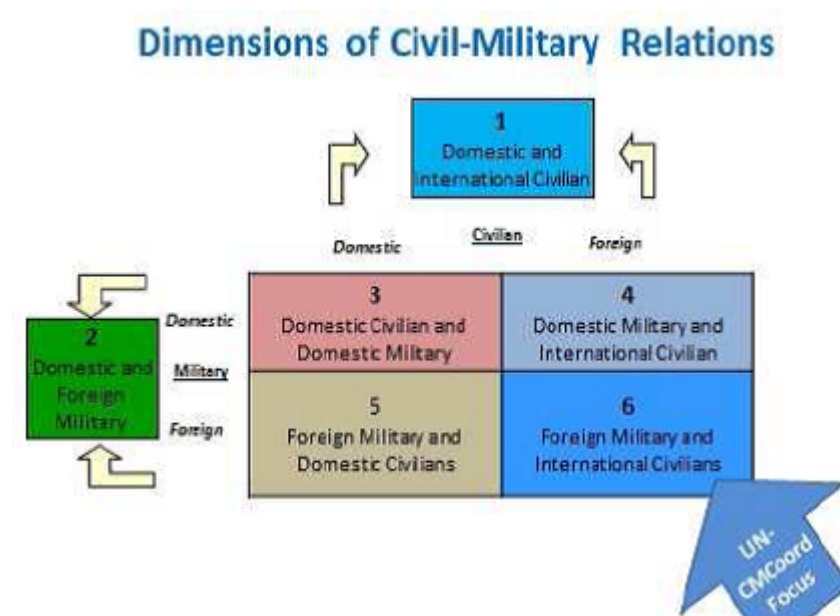 Dimensions of Civil-Military Relations
1
Domestic and
International Civilian
Civilian
Domestic
Foreign
3
Domestic Civilian and
Domestic Military
4
Domestic Military and
International Civilian
2
Domestic and
Foreign
Military
Domestic
Military
Foreign
5
Foreign Military and
Domestic Civilians
6
Foreign Military and
International Civilians
UN-
CMCoord
Focus